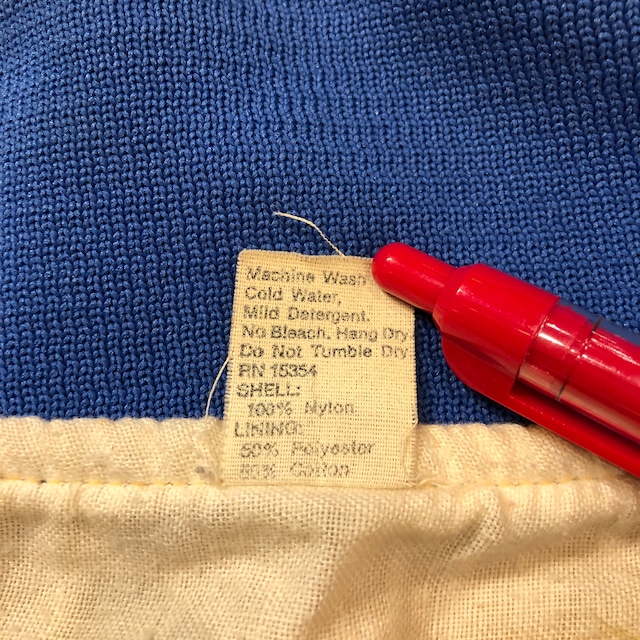 Machine Wash
Cold Water,
Mild Detergent.
No Bleach, Hang Dry
Do Not Tumble Dry
RN 15354
SHELL:
100% Nylon
LINING:
50% Polyester
Cotton